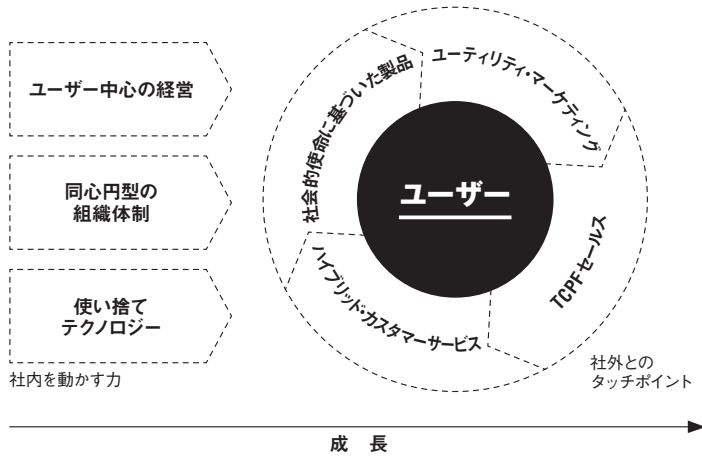 ユーザー中心の経営
同心円型の
組織体制
使い捨て
テクノロジー
社内を動かす力
社会的使命に基づいた製品
ユーティリティ・マーケティング
ユーザー
TCPFセールス
ハイブリッド・カスタマーサービス
社外との
タッチポイント
成 長